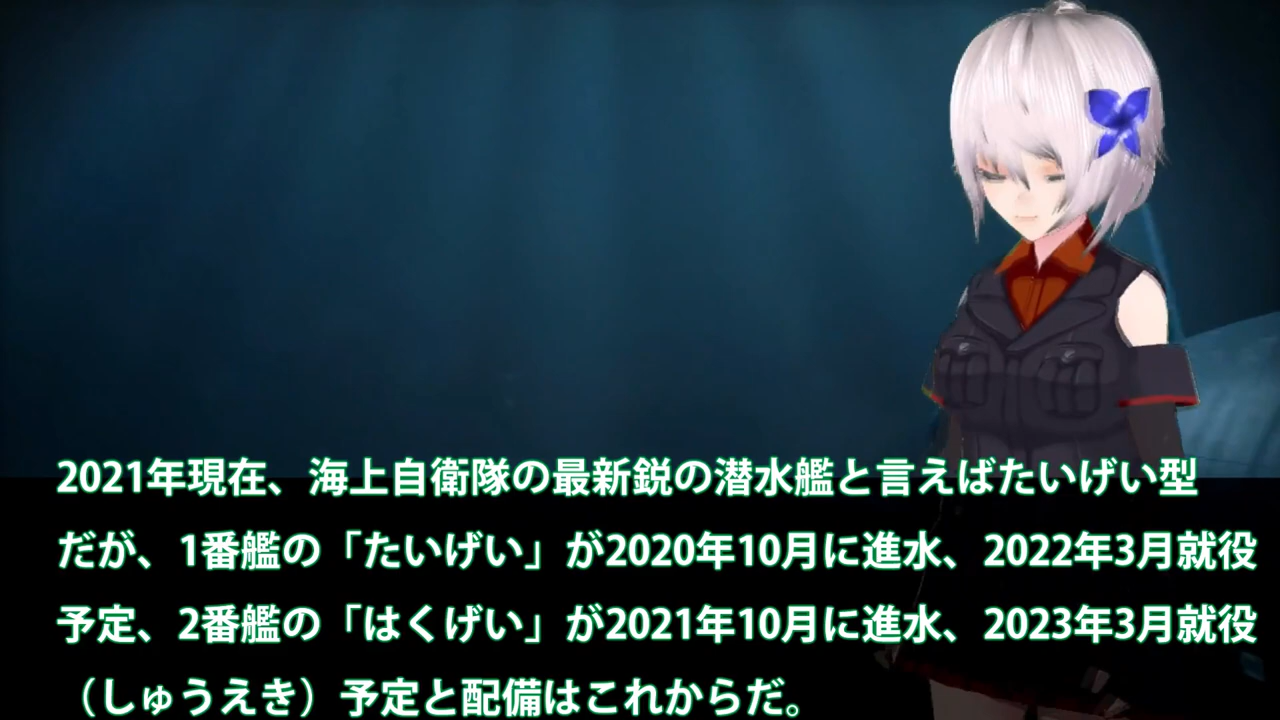 2021年現在、海上自衛隊の最新鋭の潜水艦と言えばたいげい型
だが、1番艦の「たいげい」が2020年10月に進水、2022年3月就役
予定、2番艦の「はくげい」が2021年10月に進水、2023年3月就役
（しゅうえき）予定と配備はこれからだ。